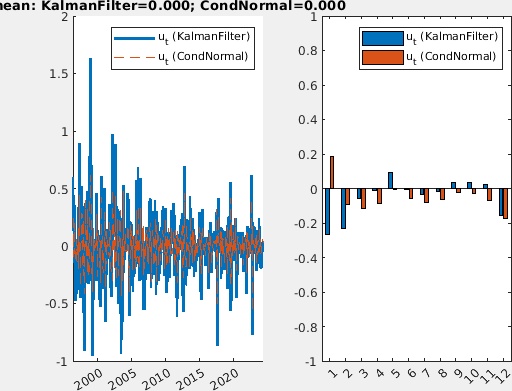 mean: KalmanFilter=0.000; CondNormal=0.000
2
1.5
1
0.5
0
-0.5
-1
2000 2005 2010 2015 2020
u_t (KalmanFilter)
u_t (CondNormal)
1
0.8
0.6
0.4
0.2
0
-0.2
-0.4
-0.6
-0.8
-1
1 2 3 4 5 6 7 8 9 10 11 12
u_t (KalmanFilter)
u_t (CondNormal)